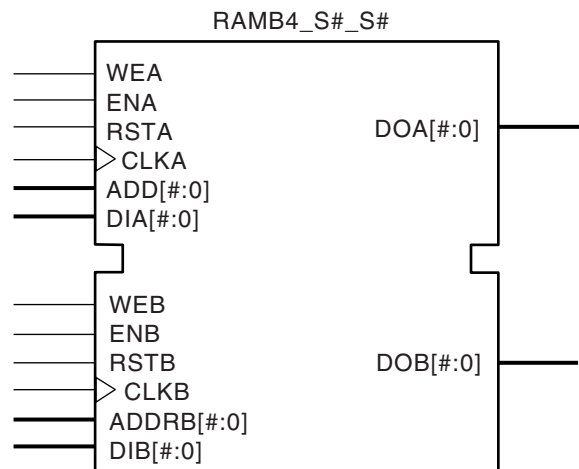 RAMB4_S#_S#
WEA
ENA
RSTA
DOA[#:0]
CLKA
ADD[#:0]
DIA[#:0]
WEB
ENB
RSTB
DOB[#:0]
CLKB
ADDRB[#:0]
DIB[#:0]